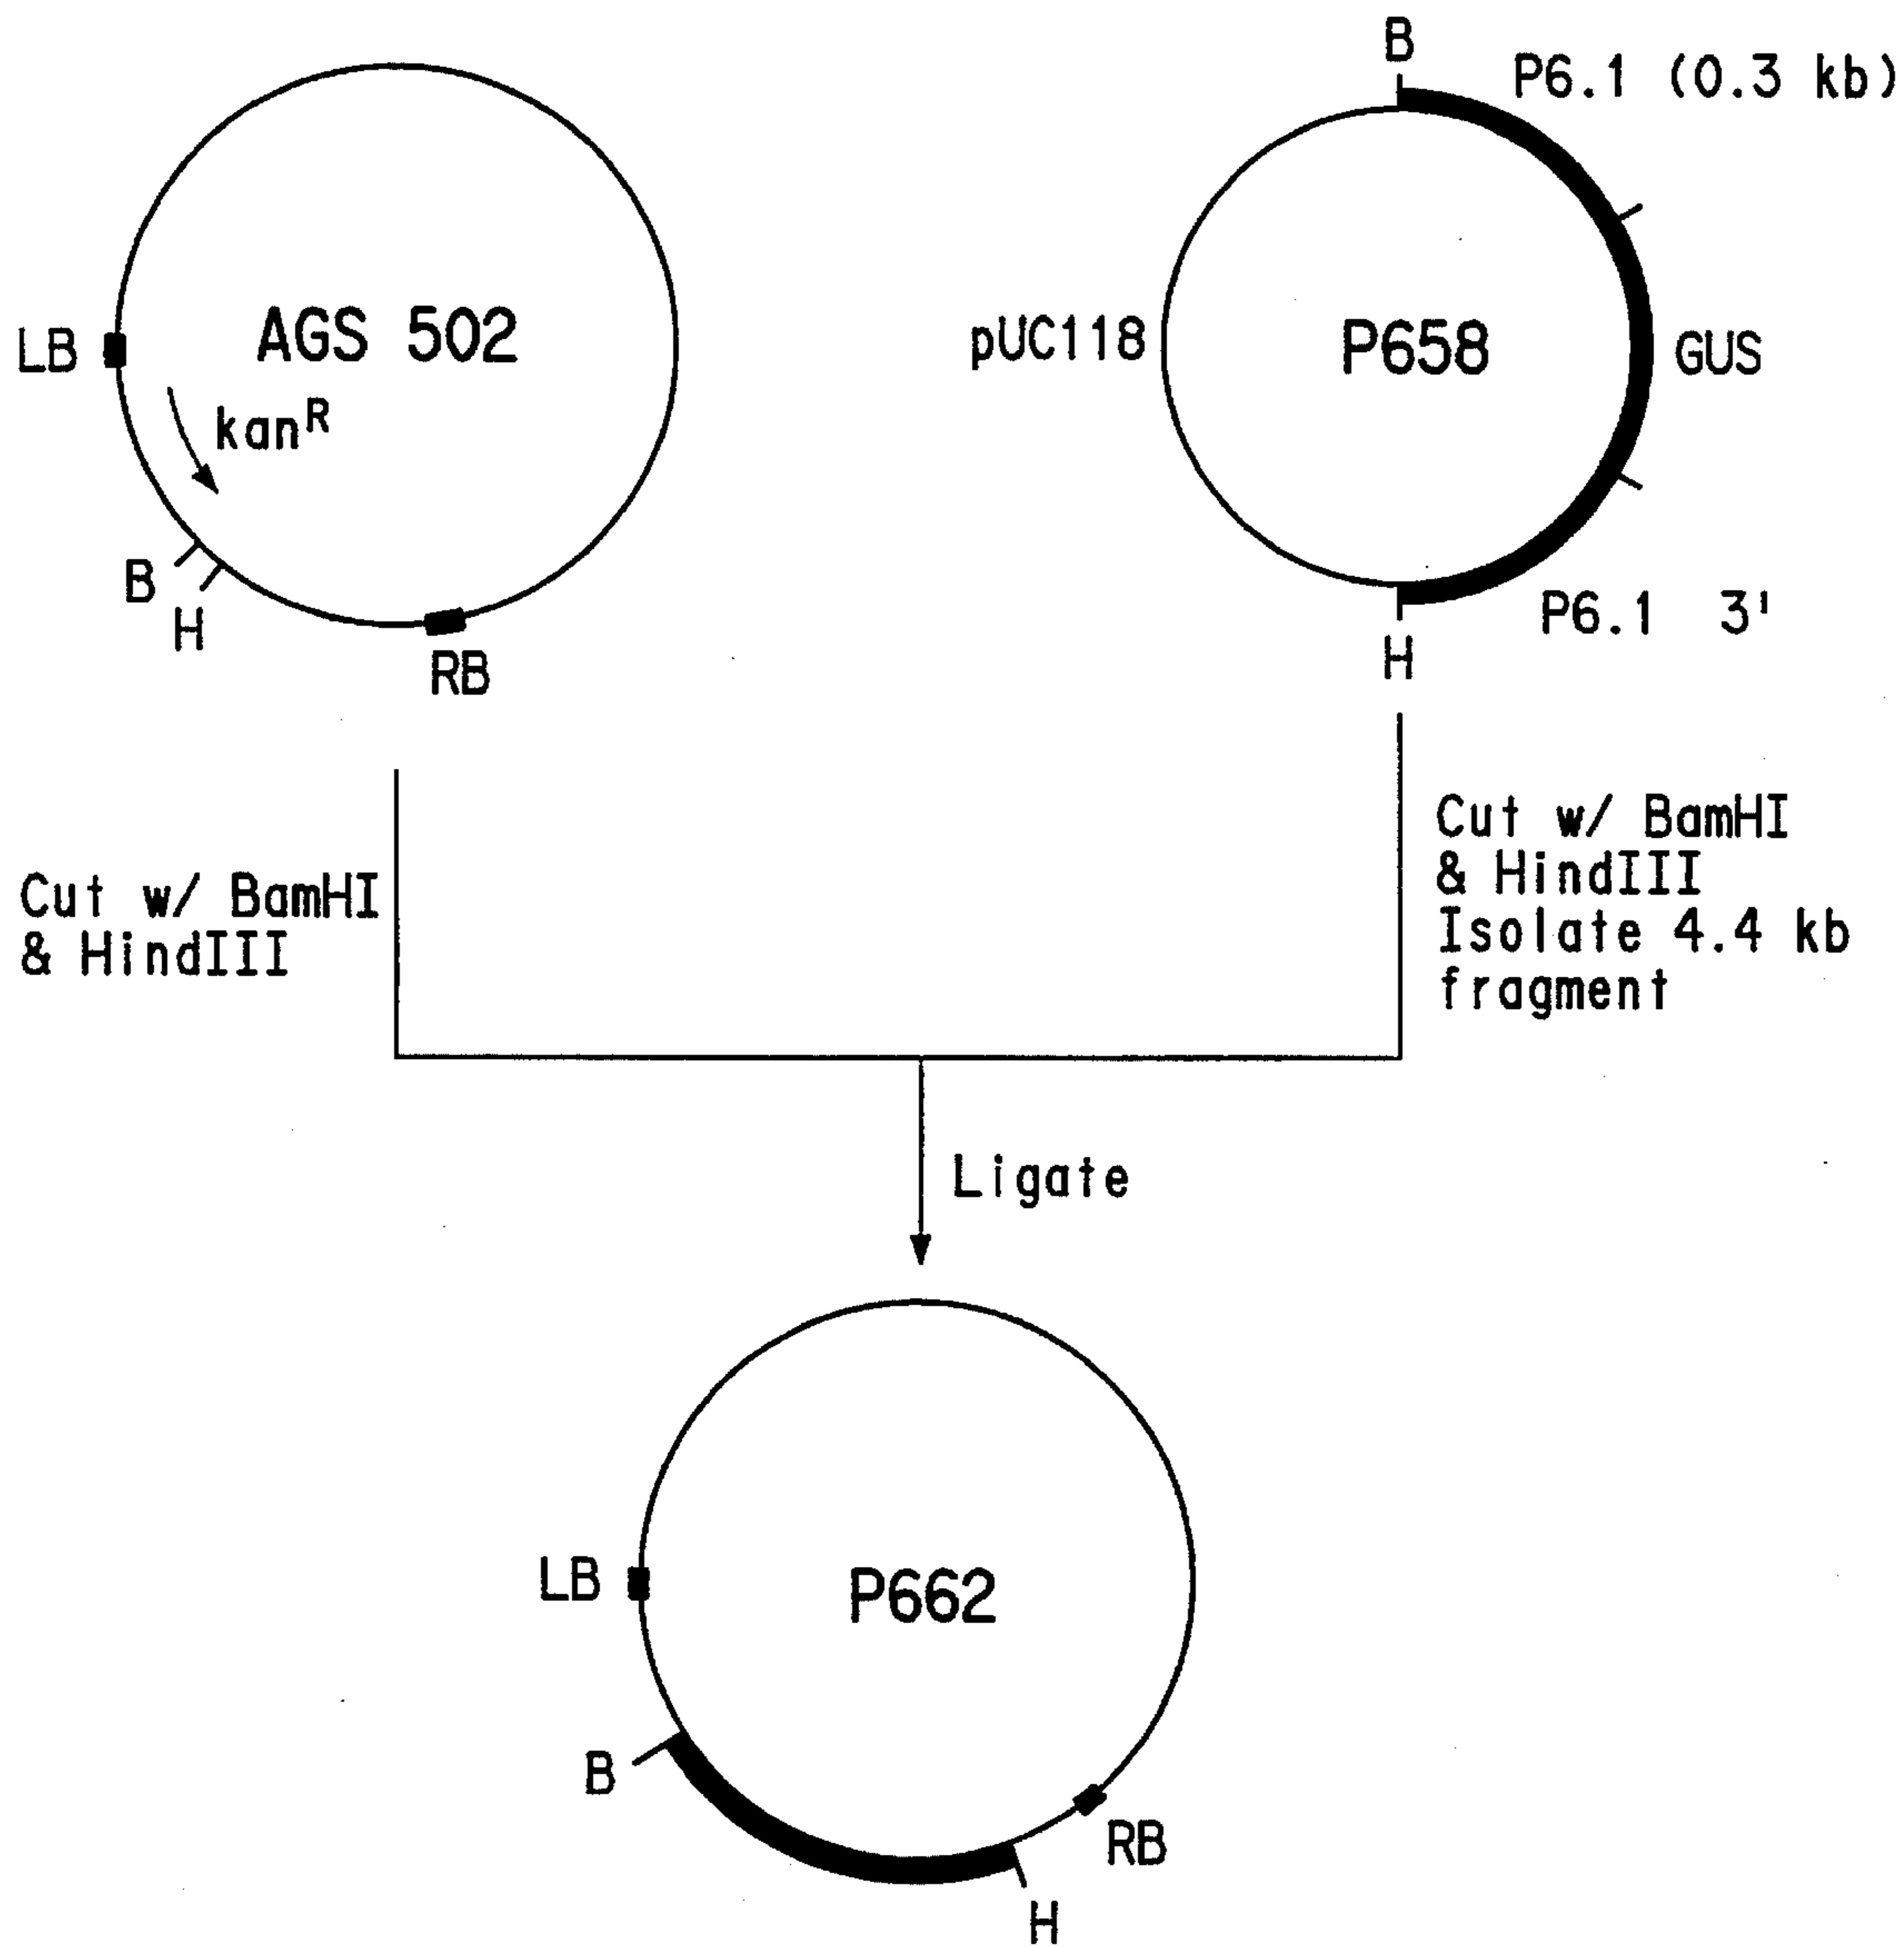 AGS 502
LB
kanR
B
H
RB
B
P6.1 (0.3 kb)
pUC118
P658
GUS
P6.1 3'
H
Cut w/ BamHI
& HindIII
Cut w/ BamHI
& HindIII
Isolate 4.4 kb
fragment
Ligate
LB
P662
B
RB
H